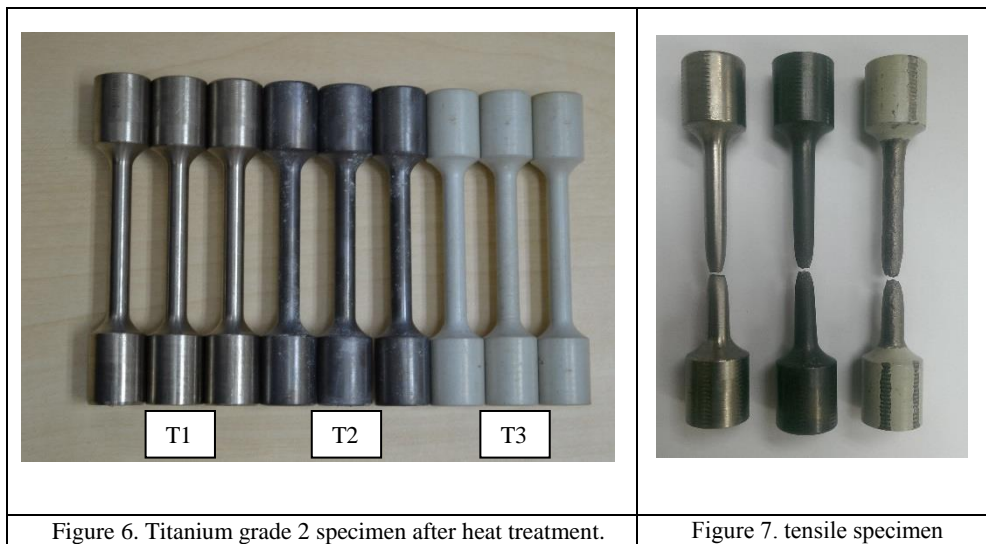 T1
T2
T3
Figure 6. Titanium grade 2 specimen after heat treatment.
Figure 7. tensile specimen